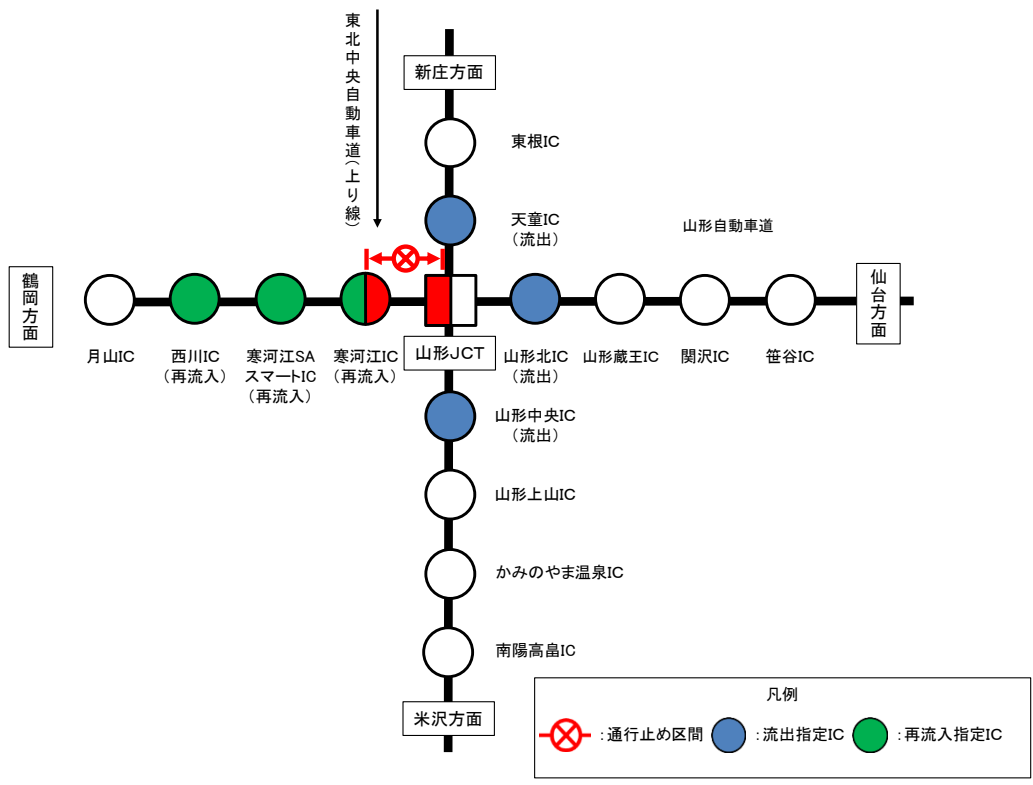 東北中央自動車道(上り線)
新庄方面
東根IC
天童IC
(流出)
山形自動車道
鶴岡方面
仙台方面
月山IC
西川IC
(再流入)
寒河江SA
スマートIC
(再流入)
寒河江IC
(再流入)
山形JCT
山形北IC
(流出)
山形蔵王IC
関沢IC
笹谷IC
山形中央IC
(流出)
山形上山IC
かみのやま温泉IC
南陽高畠IC
米沢方面
凡例
:通行止め区間
:流出指定IC
:再流入指定IC